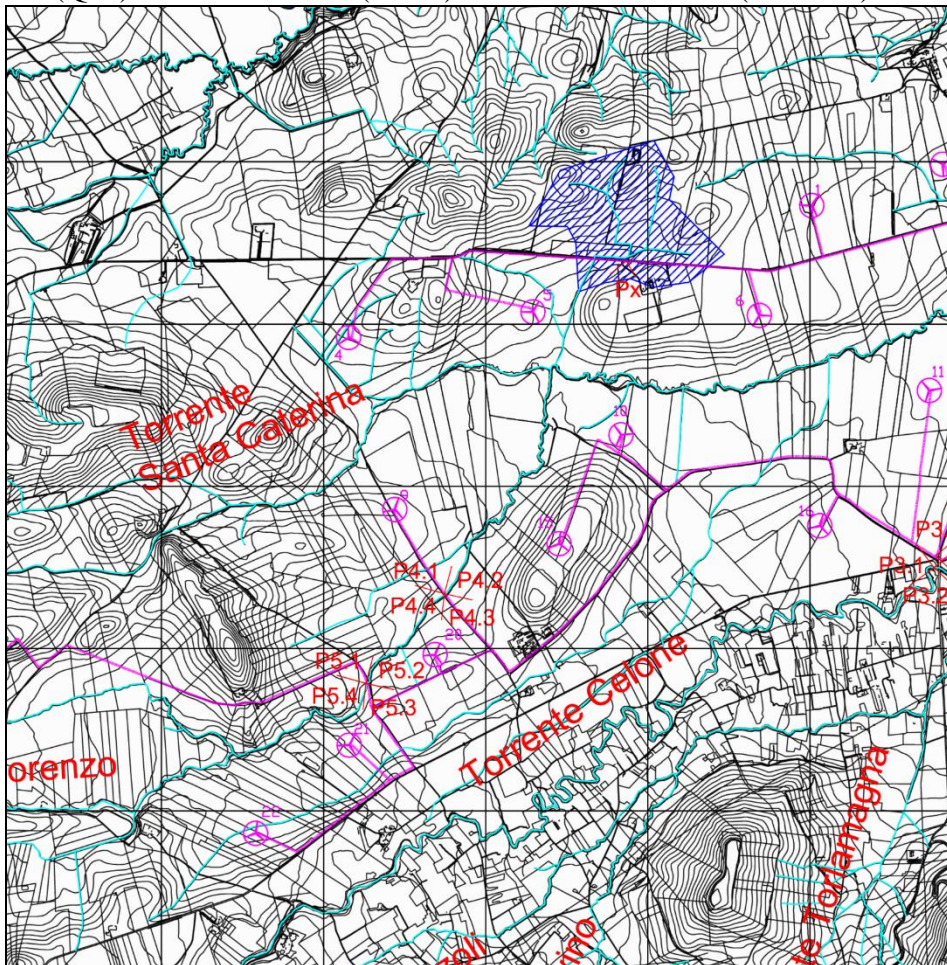 1
Px
5
6
4
11
Torrente
Santa Caterina
10
9
15
16
P3
P3.1
P3.2
P4.1
P4.2
P4.4
P4.3
20
P5.1
P5.2
P5.4
P5.3
21
Torrente Celone
orenzo
22